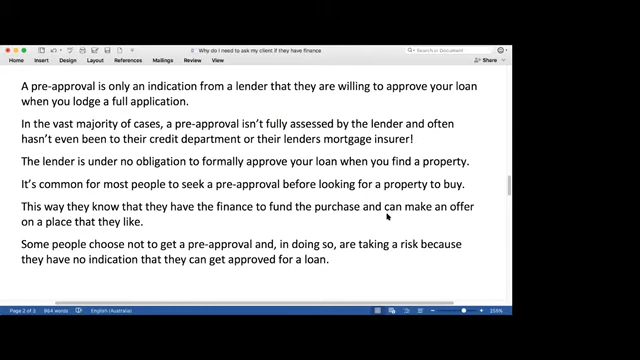 Why do I need to ask my client if they have finance
Search in Document
Home Insert Design Layout References Mailings Review View
Share
A pre-approval is only an indication from a lender that they are willing to approve your loan
when you lodge a full application.
In the vast majority of cases, a pre-approval isn't fully assessed by the lender and often
hasn't even been to their credit department or their lenders mortgage insurer!
The lender is under no obligation to formally approve your loan when you find a property.
It's common for most people to seek a pre-approval before looking for a property to buy.
This way they know that they have the finance to fund the purchase and can make an offer
on a place that they like.
Some people choose not to get a pre-approval and, in doing so, are taking a risk because
they have no indication that they can get approved for a loan.
Page 2 of 3 864 words English (Australia) 255%